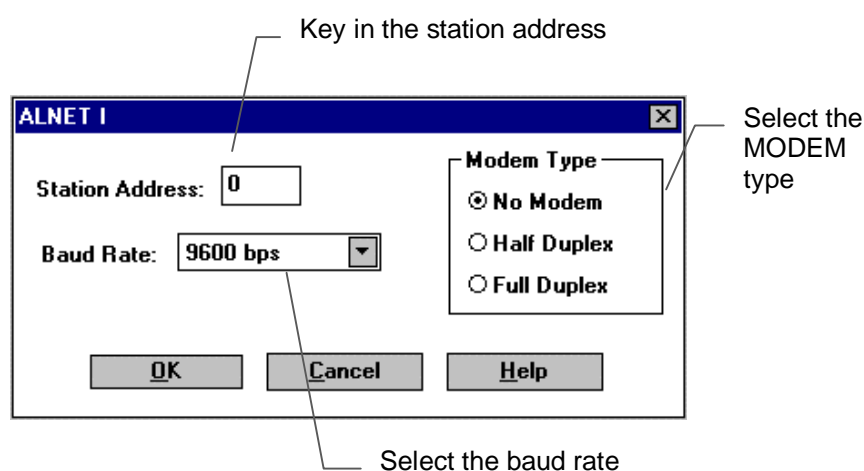 Key in the station address
ALNET I
Select the
MODEM
type
Station Address: 0
Modem Type
No Modem
Baud Rate: 9600 bps
Half Duplex
Full Duplex
OK Cancel Help
Select the baud rate